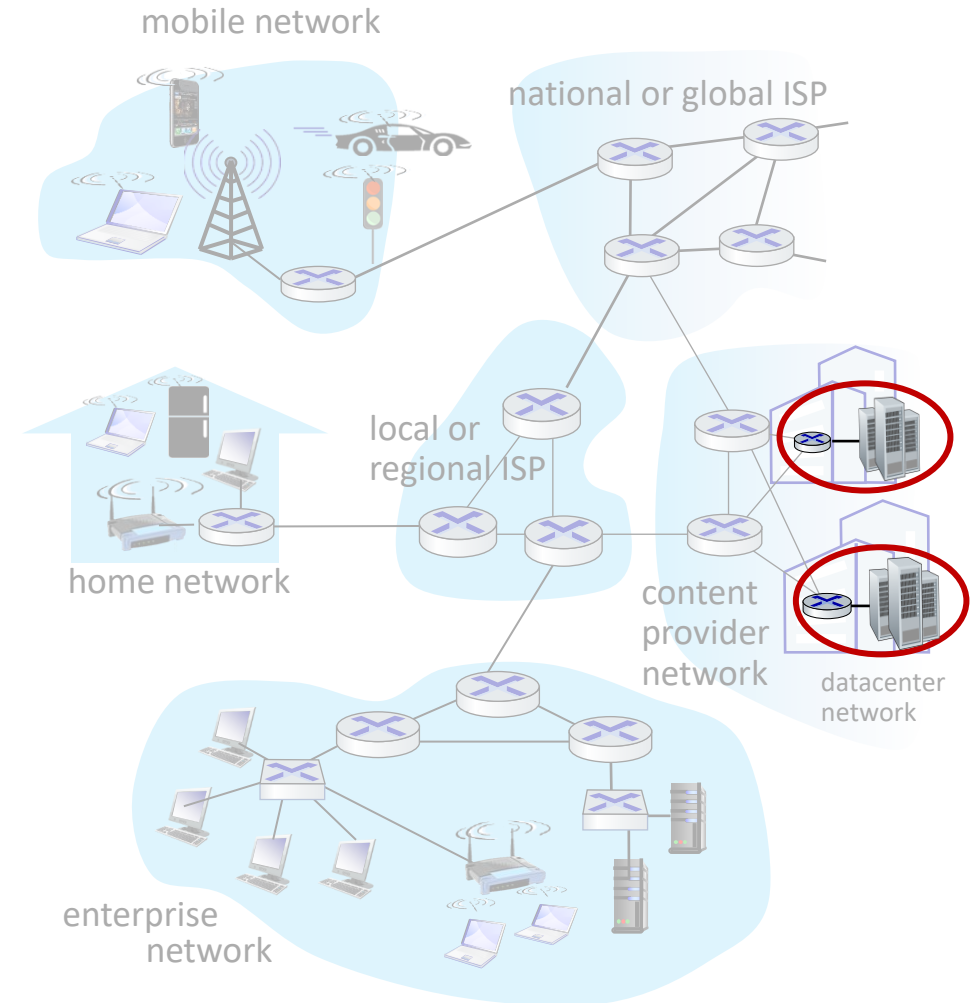 mobile network
national or global ISP
local or
regional ISP
home network
content
provider
network
datacenter
network
enterprise
network